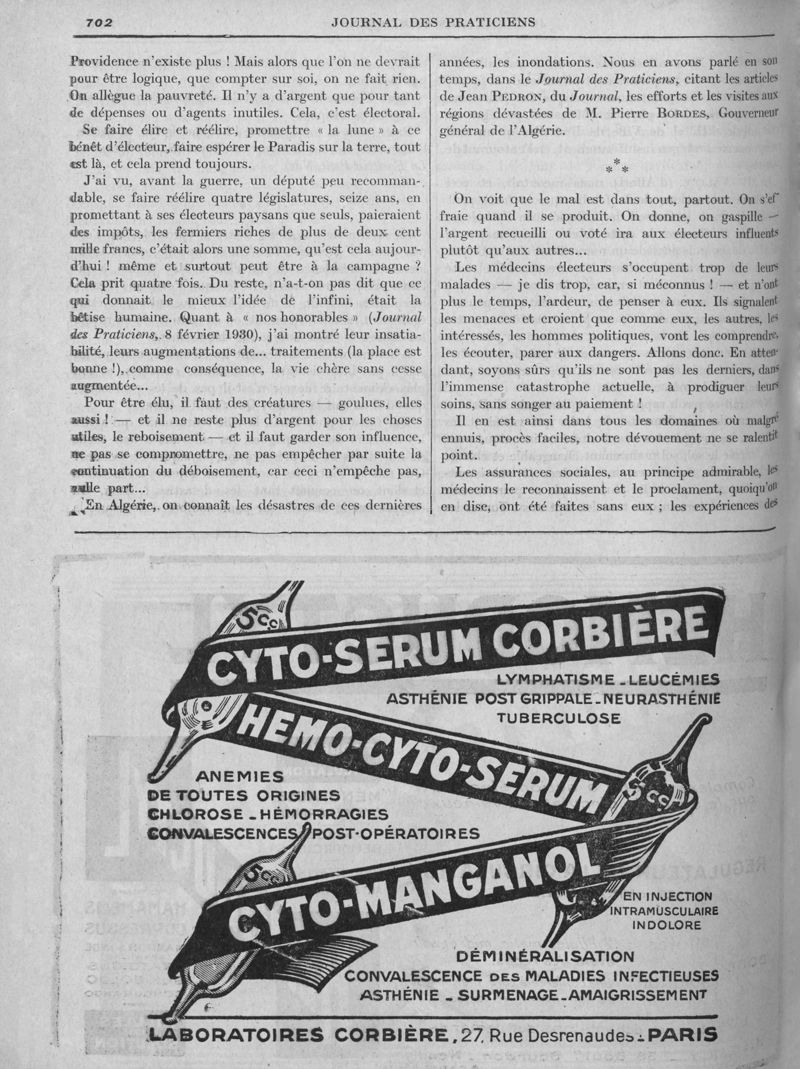 702
JOURNAL DES PRATICIENS
Providence n'existe plus ! Mais alors que l'on ne devrait
pour être logique, que compter sur soi, on ne fait rien.
On allègue la pauvreté. Il n'y a d'argent que pour tant
de dépenses ou d'agents inutiles. Cela, c'est électoral.
Se faire élire et réélire, promettre « la lune » à ce
bénêt d'électeur, faire espérer le Paradis sur la terre, tout
est là, et cela prend toujours.
J'ai vu, avant la guerre, un député peu recomman-
dable, se faire réélire quatre législatures, seize ans, en
promettant à ses électeurs paysans que seuls, paieraient
des impôts, les fermiers riches de plus de deux cent
mille francs, c'était alors une somme, qu'est cela aujour-
d'hui ! même et surtout peut être à la campagne ?
Cela prit quatre fois. Du reste, n'a-t-on pas dit que ce
qui donnait le mieux l'idée de l'infini, était la
bêtise humaine. Quant à « nos honorables » (Journal
des Praticiens, 8 février 1930), j'ai montré leur insatia-
bilité, leurs augmentations de... traitements (la place est
bonne !), comme conséquence, la vie chère sans cesse
augmentée...
Pour être élu, il faut des créatures — goulues, elles
aussi ! — et il ne reste plus d'argent pour les choses
utiles, le reboisement — et il faut garder son influence,
ne pas se compromettre, ne pas empêcher par suite la
continuation du déboisement, car ceci n'empêche pas,
nulle part...
En Algérie, on connaît les désastres de ces dernières
années, les inondations. Nous en avons parlé en son
temps, dans le Journal des Praticiens, citant les articles
de Jean PÉDRON, du Journal, les efforts et les visites aux
régions dévastées de M. Pierre BORDES, Gouverneur
général de l'Algérie.
*
* *
On voit que le mal est dans tout, partout. On s'ef
fraie quand il se produit. On donne, on gaspille —
l'argent recueilli ou voté ira aux électeurs influents
plutôt qu'aux autres...
Les médecins électeurs s'occupent trop de leurs
malades — je dis trop, car, si méconnus ! — et n'ont
plus le temps, l'ardeur, de penser à eux. Ils signalent
les menaces et croient que comme eux, les autres, les
intéressés, les hommes politiques, vont les comprendre,
les écouter, parer aux dangers. Allons donc. En atten-
dant, soyons sûrs qu'ils ne sont pas les derniers, dans
l'immense catastrophe actuelle, à prodiguer leurs
soins, sans songer au paiement !
Il en est ainsi dans tous les domaines où malgré
ennuis, procès faciles, notre dévouement ne se ralentit
point.
Les assurances sociales, au principe admirable, les
médecins le reconnaissent et le proclament, quoiqu'on
en dise, ont été faites sans eux ; les expériences des
5cc.
CYTO-SERUM CORBIÈRE
LYMPHATISME - LEUCÉMIES
ASTHÉNIE POST GRIPPALE - NEURASTHÉNIE
TUBERCULOSE
HEMO-CYTO-SERUM
5cc
ANEMIES
DE TOUTES ORIGINES
CHLOROSE - HÉMORRAGIES
CONVALESCENCES POST-OPÉRATOIRES
5cc
CYTO-MANGANOL
EN INJECTION
INTRAMUSCULAIRE
INDOLORE
DÉMINÉRALISATION
CONVALESCENCE DES MALADIES INFECTIEUSES
ASTHÉNIE - SURMENAGE - AMAIGRISSEMENT
LABORATOIRES CORBIÈRE, 27, Rue Desrenaudes - PARIS